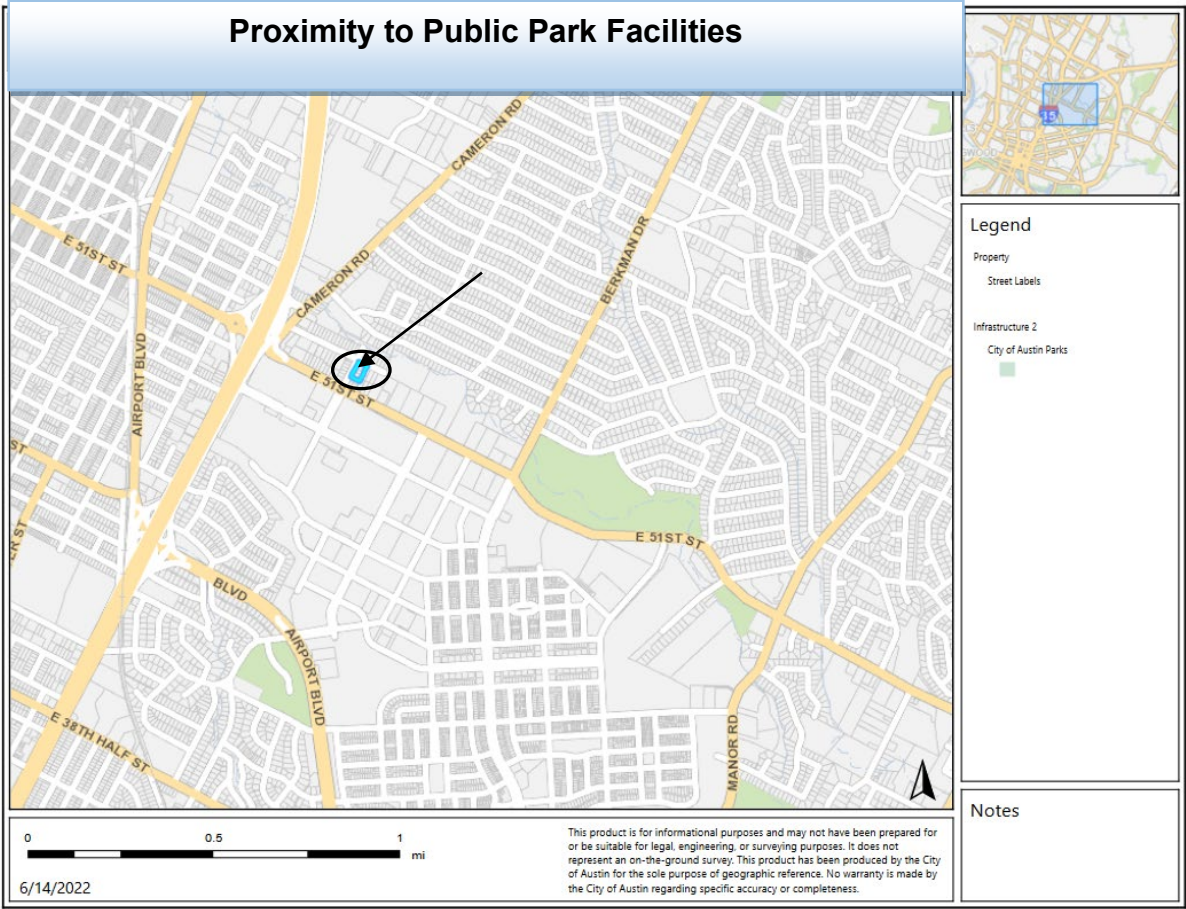 Proximity to Public Park Facilities
35
CAMERON RD
E 51ST ST
BERKMAN DR
CAMERON RD
AIRPORT BLVD
E 51ST ST
ST
E 51ST ST
BLVD
AIRPORT BLVD
E 38TH HALF ST
MANOR RD
Legend
Property
Street Labels
Infrastructure 2
City of Austin Parks
Notes
0 0.5 1
mi
6/14/2022
This product is for informational purposes and may not have been prepared for
or be suitable for legal, engineering, or surveying purposes. It does not
represent an on-the-ground survey. This product has been produced by the City
of Austin for the sole purpose of geographic reference. No warranty is made by
the City of Austin regarding specific accuracy or completeness.